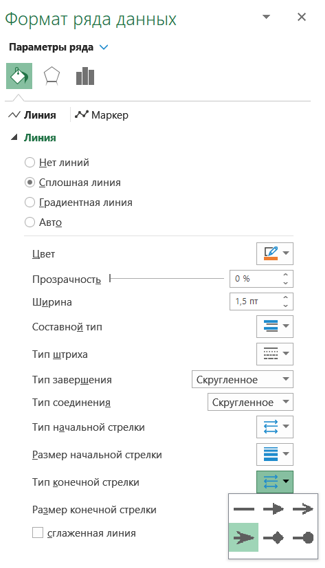 Формат ряда данных
Параметры ряда
Линия Маркер
Линия
Нет линий
Сплошная линия
Градиентная линия
Авто
Цвет
Прозрачность 0 %
Ширина 1,5 пт
Составной тип
Тип штриха
Тип завершения Скругленное
Тип соединения Скругленное
Тип начальной стрелки
Размер начальной стрелки
Тип конечной стрелки
Размер конечной стрелки
сглаженная линия